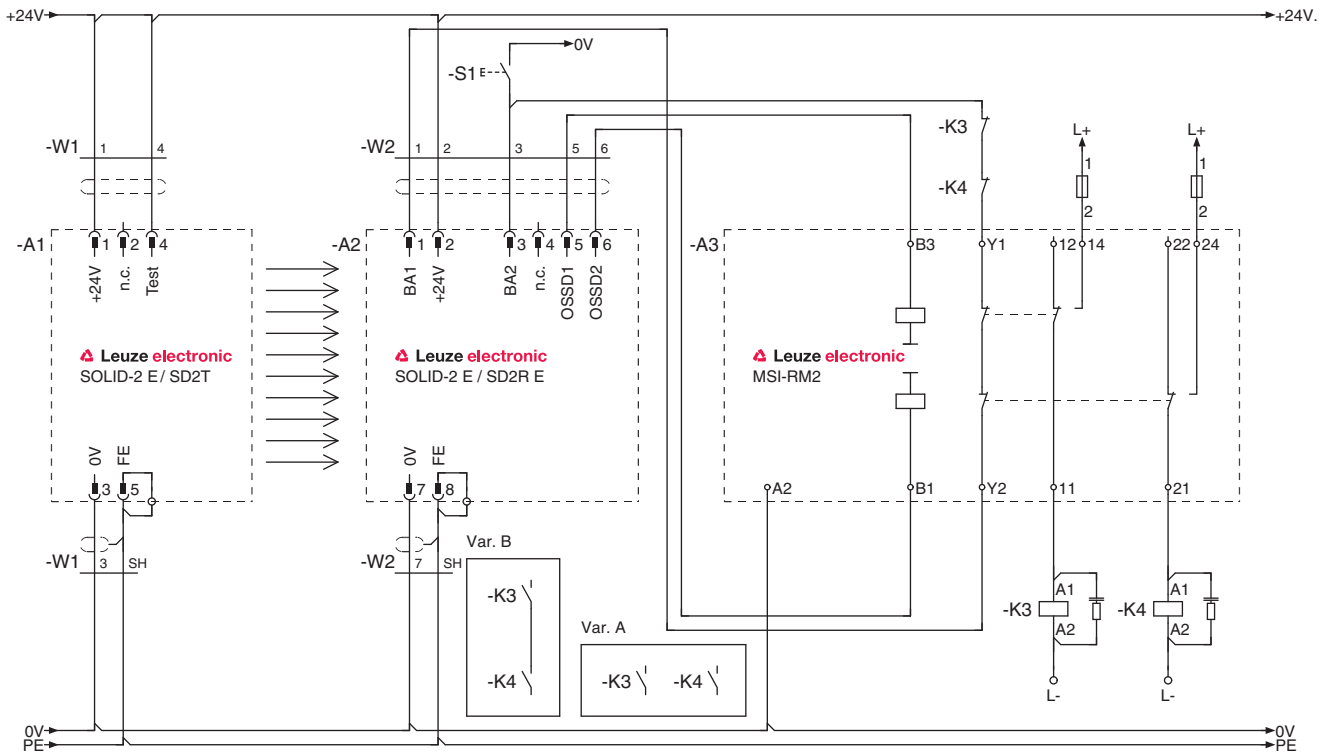 +24V
+24V.
0V
-S1
-W1 1 4
-W2 1 2 3 5 6
-K3
-K4
L+
L+
1
1
2
2
-A1 1 2 4
+24V
n.c.
Test
-A2 1 2 3 4 5 6
BA1
+24V
BA2
n.c.
OSSD1
OSSD2
-A3 B3 Y1 12 14 22 24
Leuze electronic
SOLID-2 E / SD2T
Leuze electronic
SOLID-2 E / SD2R E
Leuze electronic
MSI-RM2
0V
FE
3 5
0V
FE
7 8
A2 B1 Y2 11 21
-W1 3 SH
-W2 7 SH
Var. B
-K3
-K4
Var. A
-K3 -K4
-K3 A1 A2
-K4 A1 A2
L-
L-
0V
0V
PE
PE